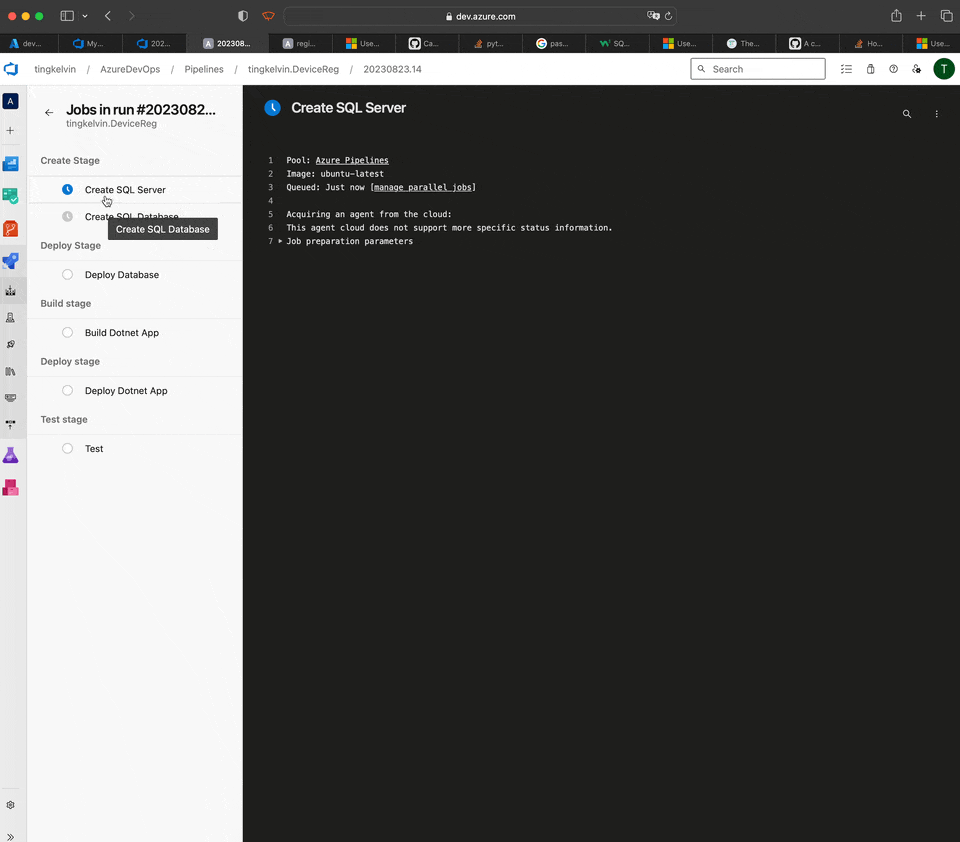 dev.azure.com
dev...
My...
202...
202308...
regi...
Use...
Ca...
pyt...
pas...
SQ...
Use...
The...
A c...
Ho...
Use...
tingkelvin / AzureDevOps / Pipelines / tingkelvin.DeviceReg / 20230823.14
Search
T
A
Jobs in run #2023082...
tingkelvin.DeviceReg
Create Stage
Create SQL Server
Create SQL Database
Create SQL Database
Deploy Stage
Deploy Database
Build stage
Build Dotnet App
Deploy stage
Deploy Dotnet App
Test stage
Test
Create SQL Server
1 Pool: Azure Pipelines
2 Image: ubuntu-latest
3 Queued: Just now [manage parallel jobs]
4
5 Acquiring an agent from the cloud:
6 This agent cloud does not support more specific status information.
7 Job preparation parameters